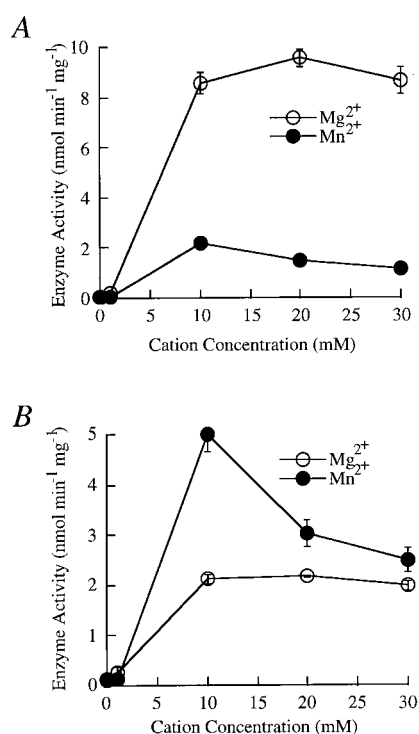 A
10
8
6
4
2
0
Enzyme Activity (nmol min⁻¹ mg⁻¹)
Mg²⁺
Mn²⁺
0 5 10 15 20 25 30
Cation Concentration (mM)
B
5
4
3
2
1
0
Enzyme Activity (nmol min⁻¹ mg⁻¹)
Mg²⁺
Mn²⁺
0 5 10 15 20 25 30
Cation Concentration (mM)